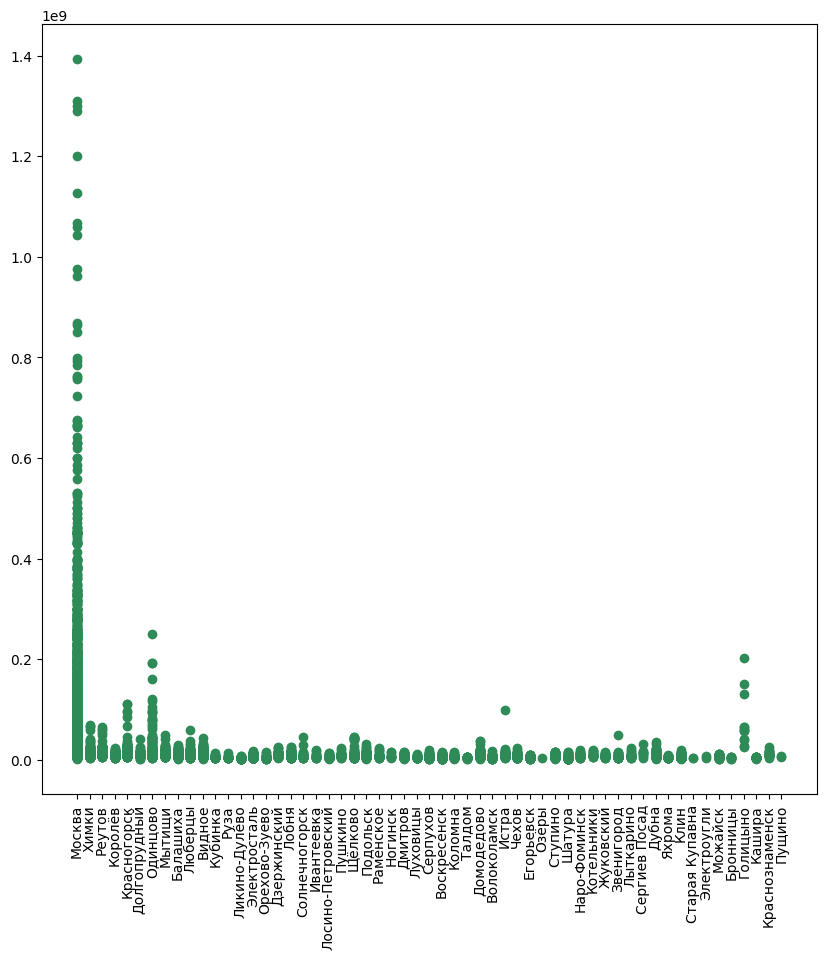 1e9
1.4
1.2
1.0
0.8
0.6
0.4
0.2
0.0
Москва
Химки
Реутов
Королев
Красногорск
Долгопрудный
Одинцово
Мытищи
Балашиха
Люберцы
Видное
Кубинка
Руза
Ликино-Дулево
Электросталь
Орехово-Зуево
Дзержинский
Лобня
Солнечногорск
Ивантеевка
Лосино-Петровский
Пушкино
Щелково
Подольск
Раменское
Ногинск
Дмитров
Луховицы
Серпухов
Воскресенск
Коломна
Талдом
Домодедово
Волоколамск
Истра
Чехов
Егорьевск
Озеры
Ступино
Шатура
Наро-Фоминск
Котельники
Жуковский
Звенигород
Лыткарино
Сергиев Посад
Дубна
Яхрома
Клин
Старая Купавна
Электроугли
Можайск
Бронницы
Голицыно
Кашира
Краснознаменск
Пущино